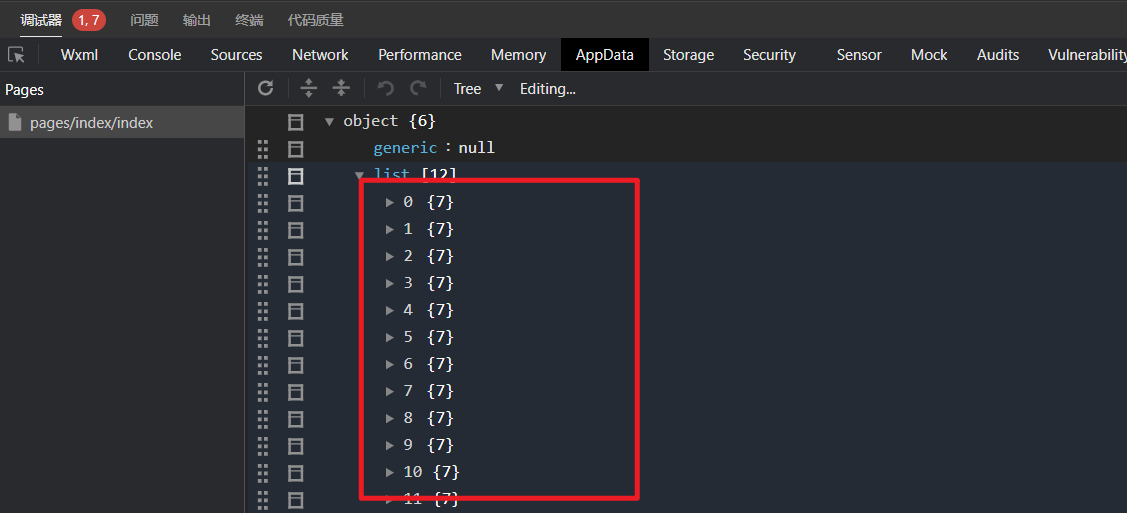 调试器 1, 7 问题 输出 终端 代码质量
Wxml Console Sources Network Performance Memory AppData Storage Security Sensor Mock Audits Vulnerability
Pages
Tree Editing...
pages/index/index
object {6}
generic : null
list [12]
0 {7}
1 {7}
2 {7}
3 {7}
4 {7}
5 {7}
6 {7}
7 {7}
8 {7}
9 {7}
10 {7}
11 {7}